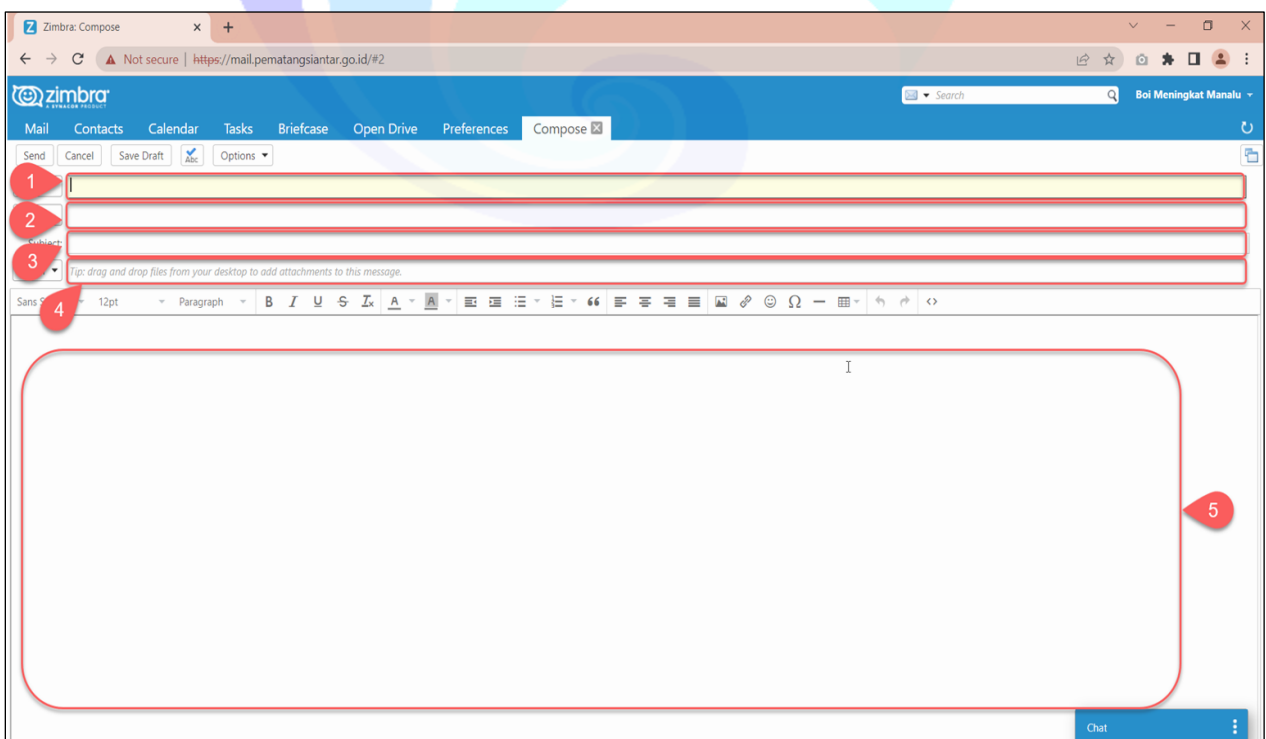 Zimbra: Compose
Not secure | https://mail.pematangsiantar.go.id/#2
zimbra
A SYNACOR PRODUCT
Search
Boi Meningkat Manalu
Mail Contacts Calendar Tasks Briefcase Open Drive Preferences Compose
Send Cancel Save Draft Abc Options
1
2
Subject:
3
Tip: drag and drop files from your desktop to add attachments to this message.
Sans 12pt Paragraph
4
5
Chat